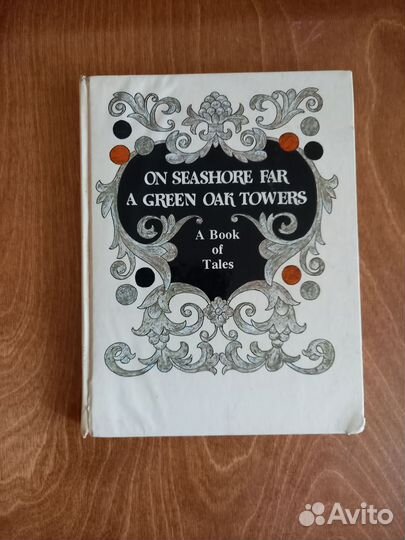 ON SEASHORE FAR
A GREEN OAK TOWERS
A Book
of
Tales
Avito